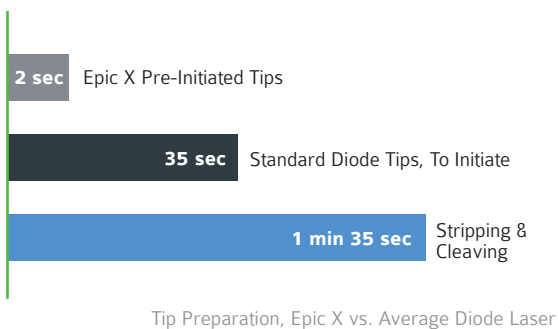 2 sec Epic X Pre-Initiated Tips
35 sec Standard Diode Tips, To Initiate
1 min 35 sec Stripping &
Cleaving
Tip Preparation, Epic X vs. Average Diode Laser